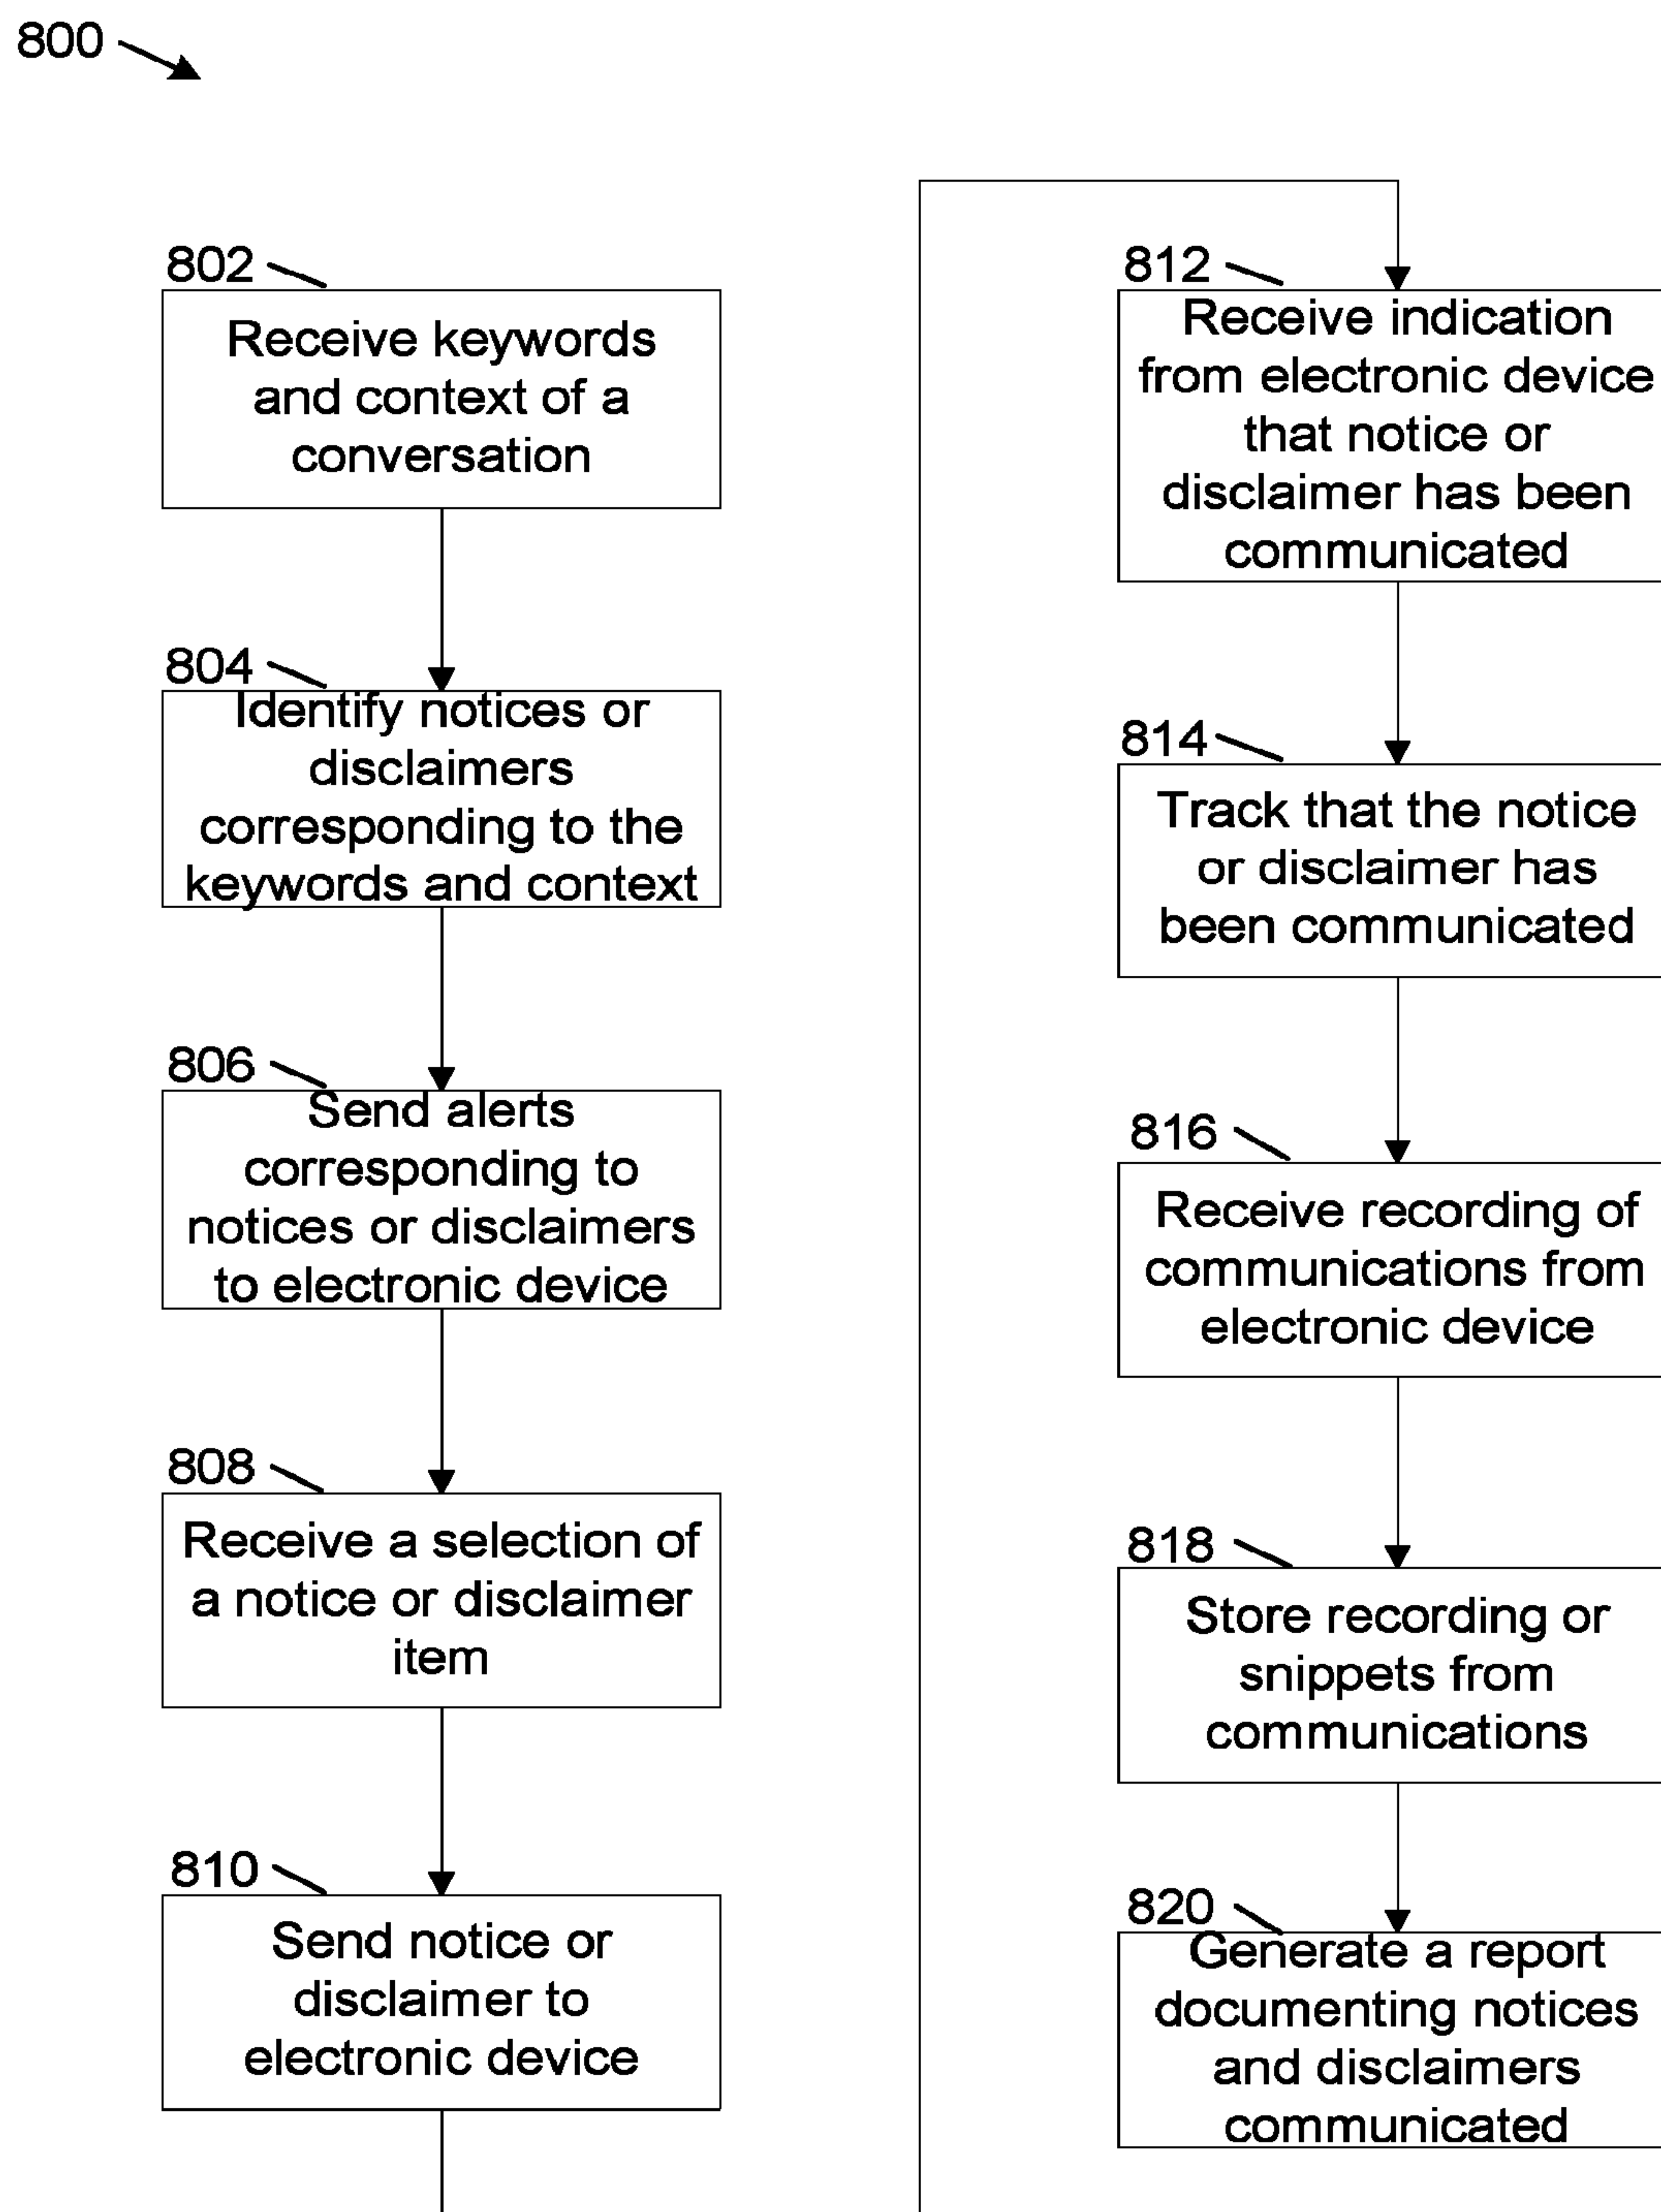 800
802
Receive keywords
and context of a
conversation
804
Identify notices or
disclaimers
corresponding to the
keywords and context
806
Send alerts
corresponding to
notices or disclaimers
to electronic device
808
Receive a selection of
a notice or disclaimer
item
810
Send notice or
disclaimer to
electronic device
812
Receive indication
from electronic device
that notice or
disclaimer has been
communicated
814
Track that the notice
or disclaimer has
been communicated
816
Receive recording of
communications from
electronic device
818
Store recording or
snippets from
communications
820
Generate a report
documenting notices
and disclaimers
communicated